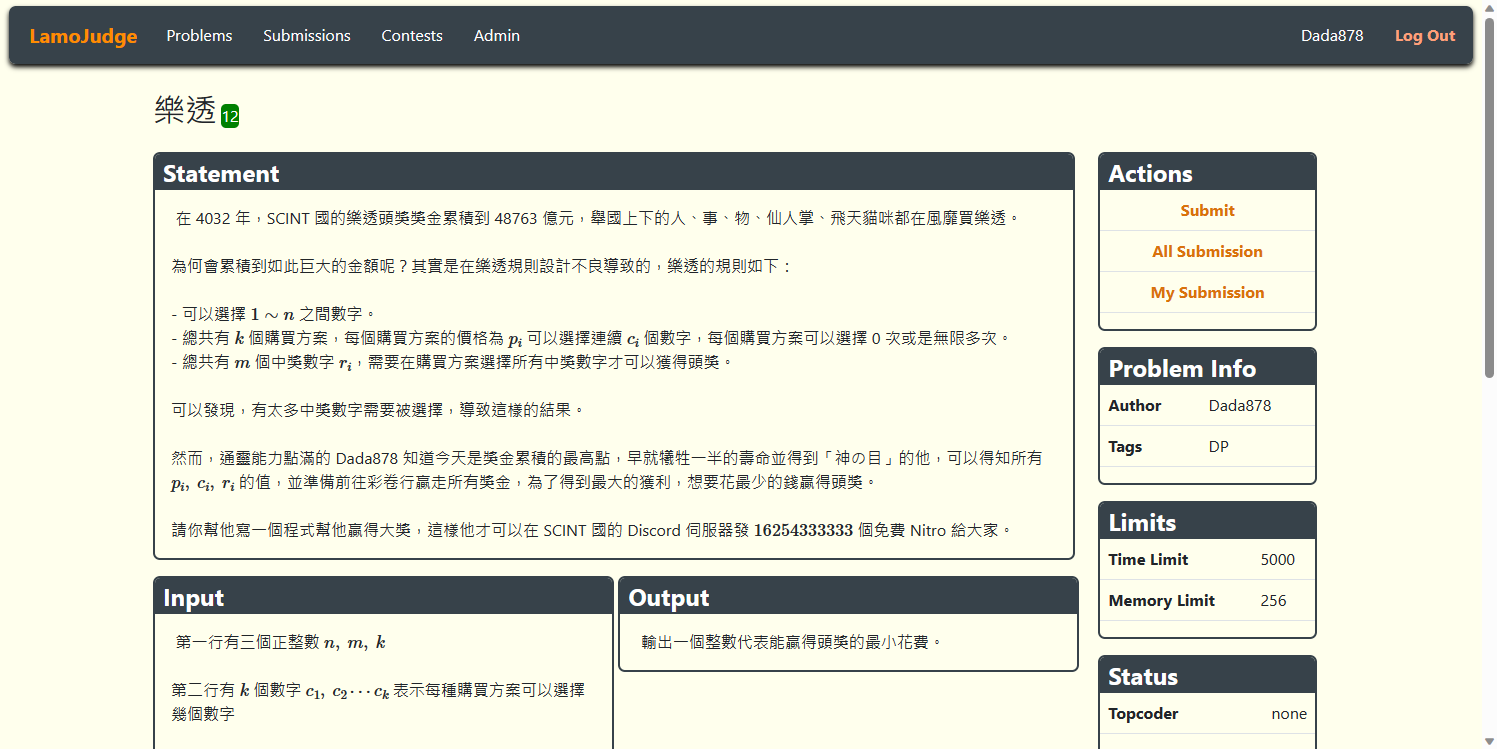 LamoJudge Problems Submissions Contests Admin Dada878 Log Out
樂透 12
Statement
在 4032 年，SCINT 國的樂透頭獎獎金累積到 48763 億元，舉國上下的人、事、物、仙人掌、飛天貓咪都在風靡買樂透。
為何會累積到如此巨大的金額呢？其實是在樂透規則設計不良導致的，樂透的規則如下：
- 可以選擇 1 ∼ n 之間數字。
- 總共有 k 個購買方案，每個購買方案的價格為 p_i 可以選擇連續 c_i 個數字，每個購買方案可以選擇 0 次或是無限多次。
- 總共有 m 個中獎數字 r_i，需要在購買方案選擇所有中獎數字才可以獲得頭獎。
可以發現，有太多中獎數字需要被選擇，導致這樣的結果。
然而，通靈能力點滿的 Dada878 知道今天是獎金累積的最高點，早就犧牲一半的壽命並得到「神の目」的他，可以得知所有
p_i, c_i, r_i 的值，並準備前往彩卷行贏走所有獎金，為了得到最大的獲利，想要花最少的錢贏得頭獎。
請你幫他寫一個程式幫他贏得大獎，這樣他才可以在 SCINT 國的 Discord 伺服器發 16254333333 個免費 Nitro 給大家。
Input
第一行有三個正整數 n, m, k
第二行有 k 個數字 c_1, c_2 ⋯ c_k 表示每種購買方案可以選擇
幾個數字
Output
輸出一個整數代表能贏得頭獎的最小花費。
Actions
Submit
All Submission
My Submission
Problem Info
Author Dada878
Tags DP
Limits
Time Limit 5000
Memory Limit 256
Status
Topcoder none